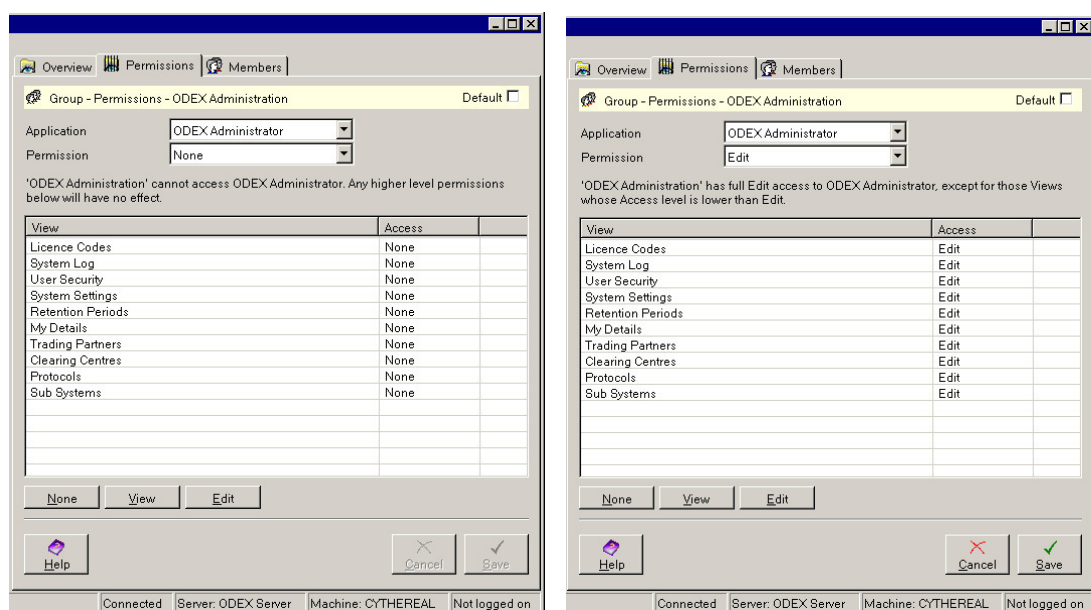 Overview Permissions Members
Group - Permissions - ODEX Administration Default
Application ODEX Administrator
Permission None
'ODEX Administration' cannot access ODEX Administrator. Any higher level permissions
below will have no effect.
View Access
Licence Codes None
System Log None
User Security None
System Settings None
Retention Periods None
My Details None
Trading Partners None
Clearing Centres None
Protocols None
Sub Systems None
None View Edit
Help Cancel Save
Connected Server: ODEX Server Machine: CYTHEREAL Not logged on
Overview Permissions Members
Group - Permissions - ODEX Administration Default
Application ODEX Administrator
Permission Edit
'ODEX Administration' has full Edit access to ODEX Administrator, except for those Views
whose Access level is lower than Edit.
View Access
Licence Codes Edit
System Log Edit
User Security Edit
System Settings Edit
Retention Periods Edit
My Details Edit
Trading Partners Edit
Clearing Centres Edit
Protocols Edit
Sub Systems Edit
None View Edit
Help Cancel Save
Connected Server: ODEX Server Machine: CYTHEREAL Not logged on